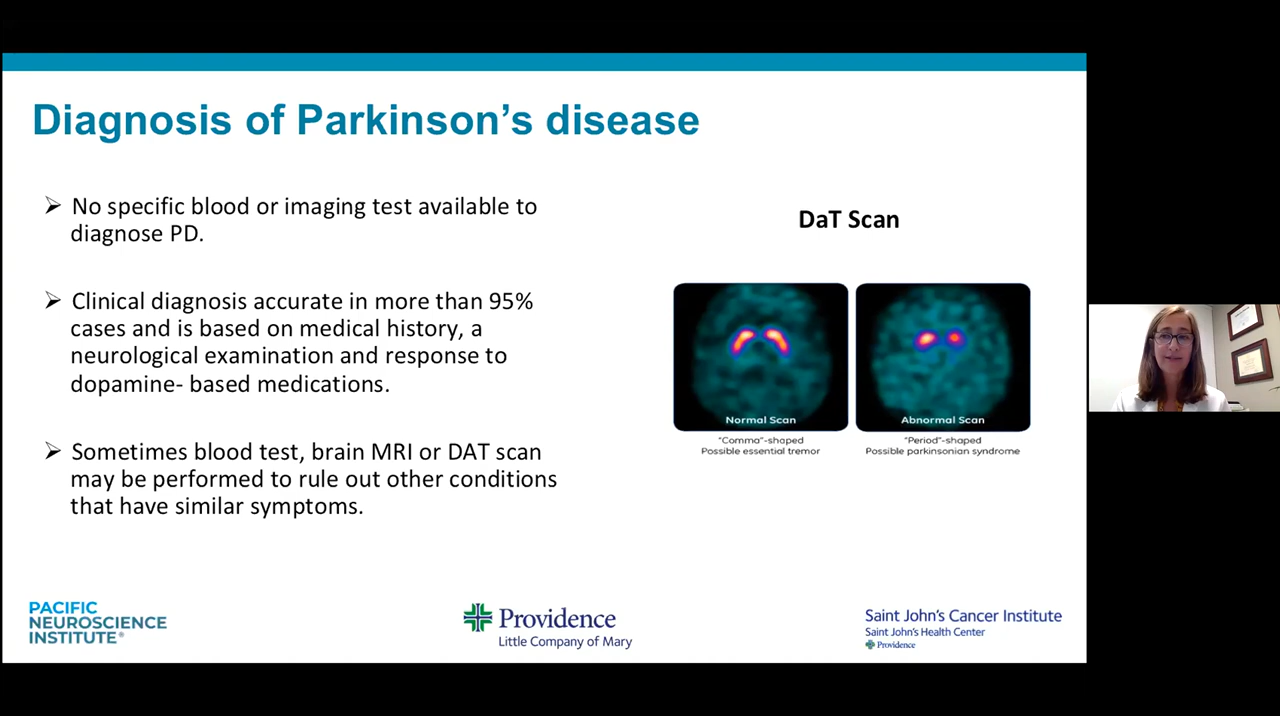 Diagnosis of Parkinson's disease
➢ No specific blood or imaging test available to
diagnose PD.
➢ Clinical diagnosis accurate in more than 95%
cases and is based on medical history, a
neurological examination and response to
dopamine- based medications.
➢ Sometimes blood test, brain MRI or DAT scan
may be performed to rule out other conditions
that have similar symptoms.
DaT Scan
Normal Scan
"Comma"-shaped
Possible essential tremor
Abnormal Scan
"Period"-shaped
Possible parkinsonian syndrome
PACIFIC
NEUROSCIENCE
INSTITUTE®
Providence
Little Company of Mary
Saint John's Cancer Institute
Saint John's Health Center
Providence